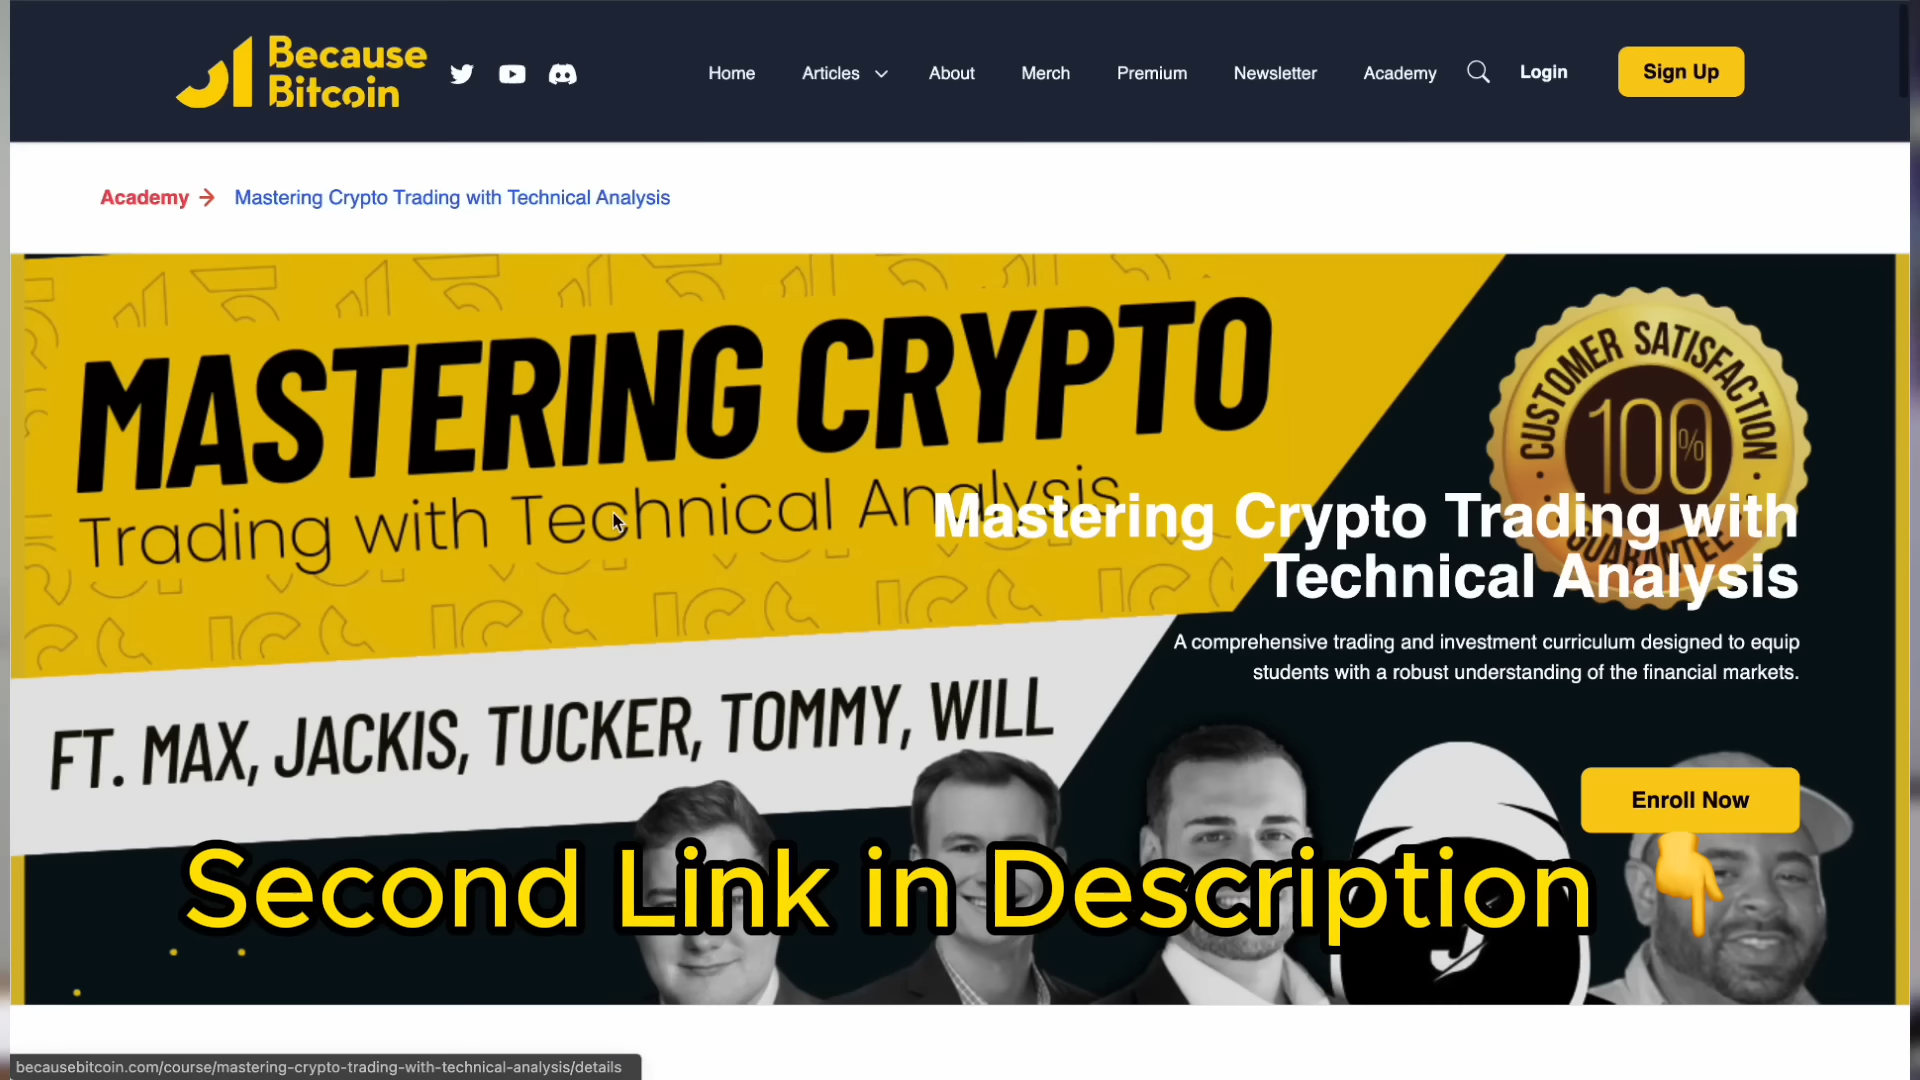 Because
Bitcoin
Home
Articles
About
Merch
Premium
Newsletter
Academy
Login
Sign Up
Academy → Mastering Crypto Trading with Technical Analysis
MASTERING CRYPTO
Trading with Technical Analysis
CUSTOMER SATISFACTION
100%
GUARANTEE
Mastering Crypto Trading with
Technical Analysis
A comprehensive trading and investment curriculum designed to equip
students with a robust understanding of the financial markets.
FT. MAX, JACKIS, TUCKER, TOMMY, WILL
Enroll Now
Second Link in Description
becausebitcoin.com/course/mastering-crypto-trading-with-technical-analysis/details